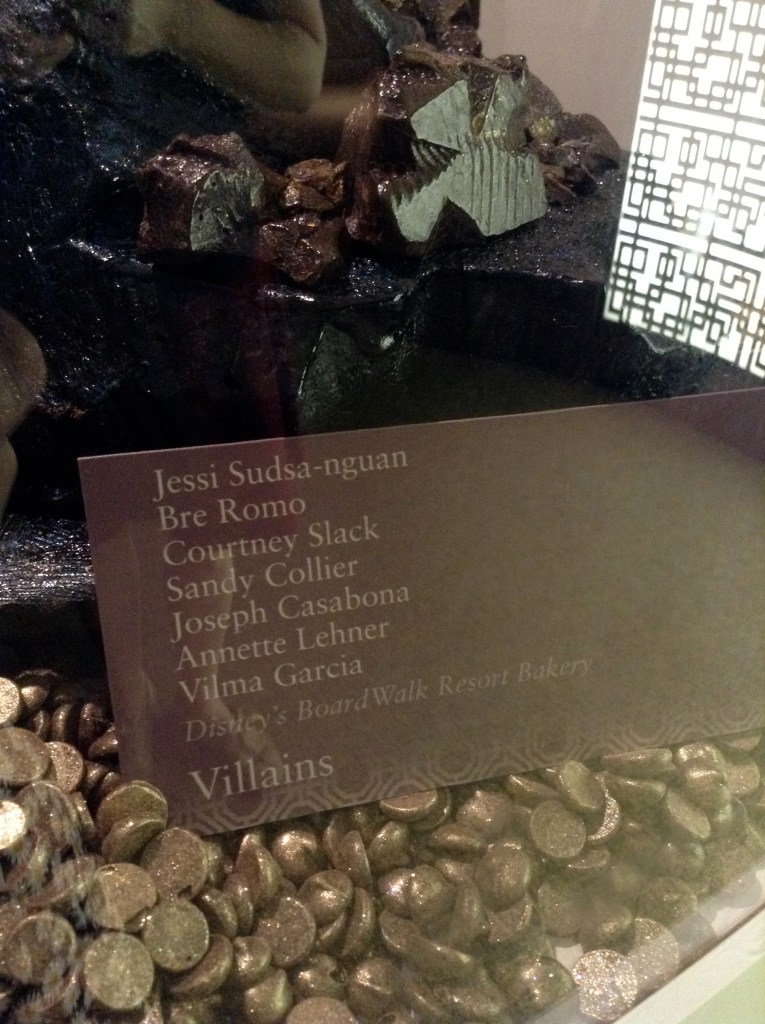 Jessi Sudsa-nguan
Bre Romo
Courtney Slack
Sandy Collier
Joseph Casabona
Annette Lehner
Vilma Garcia
Disney's BoardWalk Resort Bakery
Villains